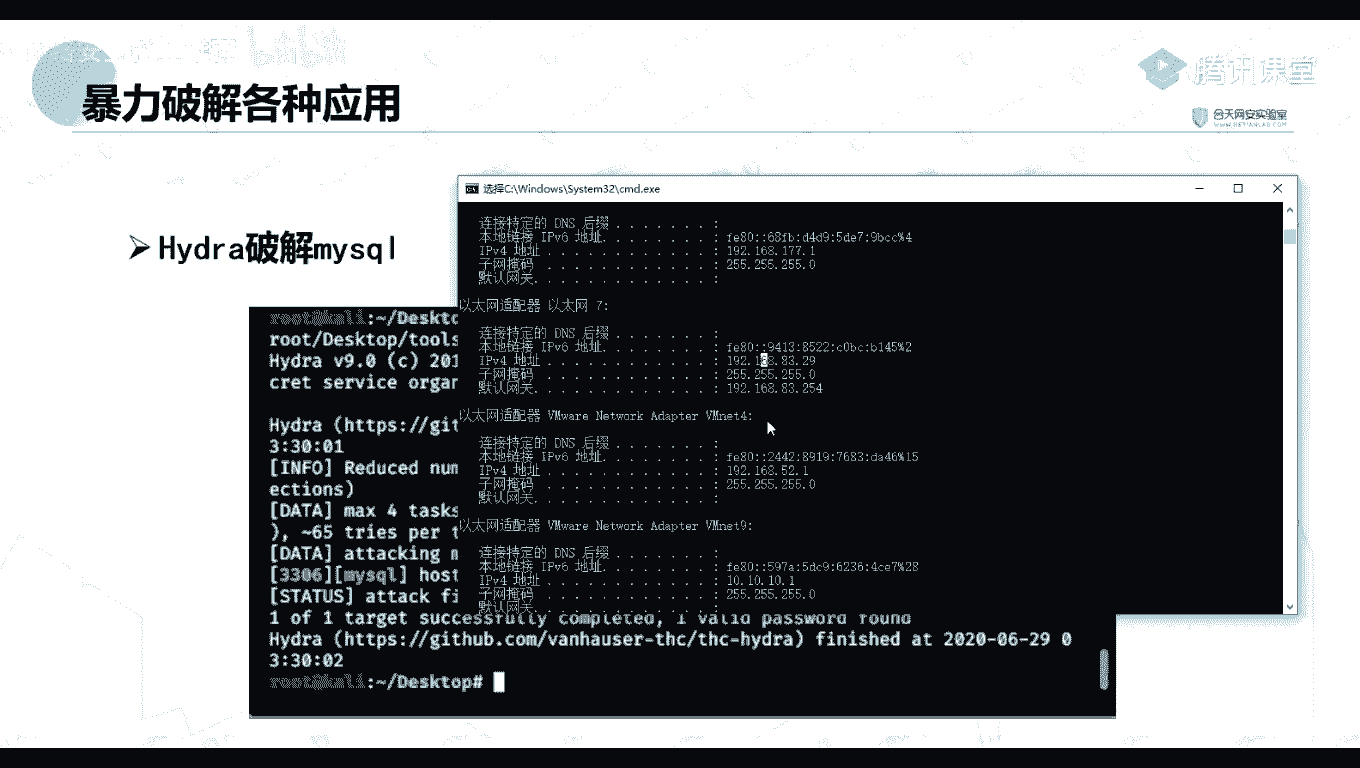 腾讯课堂
合天网安实验室
WWW.HETIANLAB.COM
暴力破解各种应用
➢ Hydra破解mysql
选择C:\Windows\System32\cmd.exe
连接特定的 DNS 后缀 . . . . . . . :
本地链接 IPv6 地址. . . . . . . . : fe80::68fb:d4d9:5de7:9bcc%4
IPv4 地址 . . . . . . . . . . . . : 192.168.177.1
子网掩码 . . . . . . . . . . . . : 255.255.255.0
默认网关. . . . . . . . . . . . . :
以太网适配器 以太网 7:
连接特定的 DNS 后缀 . . . . . . . :
本地链接 IPv6 地址. . . . . . . . : fe80::9413:8522:c0bc:b145%2
IPv4 地址 . . . . . . . . . . . . : 192.168.83.29
子网掩码 . . . . . . . . . . . . : 255.255.255.0
默认网关. . . . . . . . . . . . . : 192.168.83.254
以太网适配器 VMware Network Adapter VMnet4:
连接特定的 DNS 后缀 . . . . . . . :
本地链接 IPv6 地址. . . . . . . . : fe80::2442:8919:7683:da46%15
IPv4 地址 . . . . . . . . . . . . : 192.168.52.1
子网掩码 . . . . . . . . . . . . : 255.255.255.0
默认网关. . . . . . . . . . . . . :
以太网适配器 VMware Network Adapter VMnet9:
连接特定的 DNS 后缀 . . . . . . . :
本地链接 IPv6 地址. . . . . . . . : fe80::597a:5dc9:6236:4ce7%28
IPv4 地址 . . . . . . . . . . . . : 10.10.10.1
子网掩码 . . . . . . . . . . . . : 255.255.255.0
默认网关. . . . . . . . . . . . . :
root@kali:~/Deskto
root/Desktop/tools
Hydra v9.0 (c) 201
cret service organ
Hydra (https://git
3:30:01
[INFO] Reduced num
ections)
[DATA] max 4 tasks
), ~65 tries per t
[DATA] attacking m
[3306][mysql] host
[STATUS] attack fi
1 of 1 target successfully completed, 1 valid password found
Hydra (https://github.com/vanhauser-thc/thc-hydra) finished at 2020-06-29 0
3:30:02
root@kali:~/Desktop#